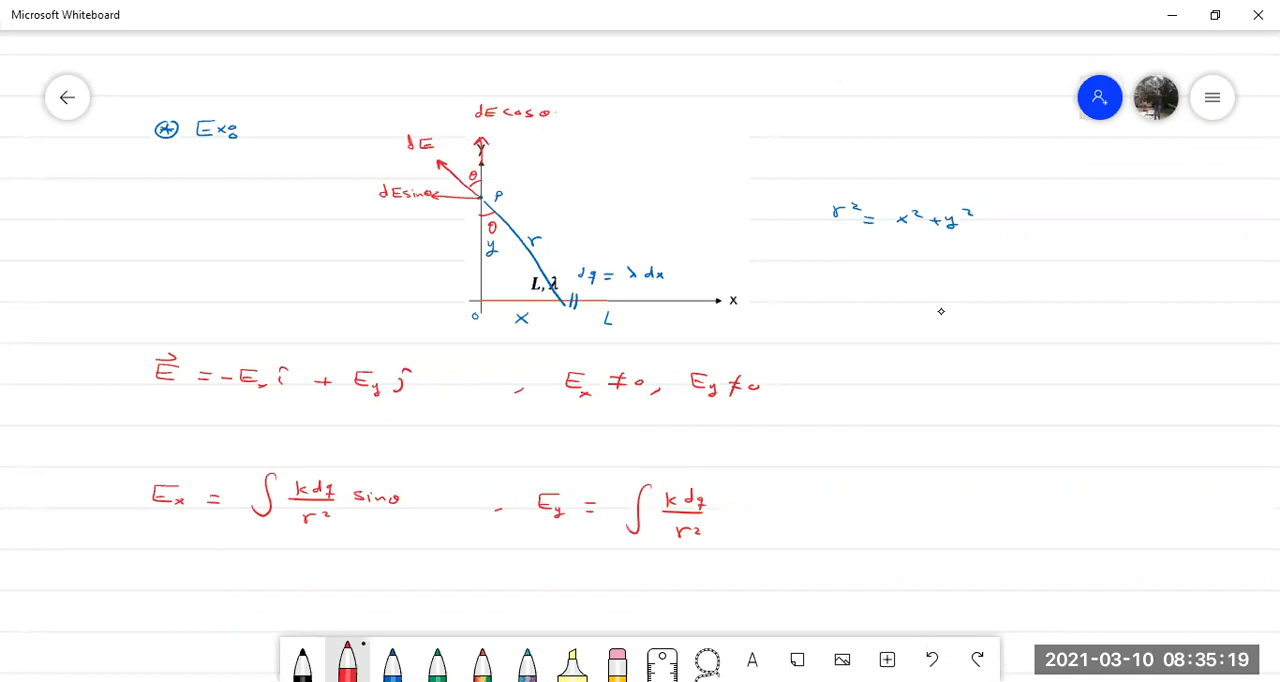 Microsoft Whiteboard
⊛ Ex:
dE cos θ
dE
y
θ
dE sin θ
P
θ
y
r
r² = x² + y²
dq = λ dx
L, λ
x
0
x
L
E⃗ = -Eₓ î + E_y ĵ , Eₓ ≠ 0, E_y ≠ 0
Eₓ = ∫ k dq / r² sin θ , E_y = ∫ k dq / r²
A
2021-03-10 08:35:19